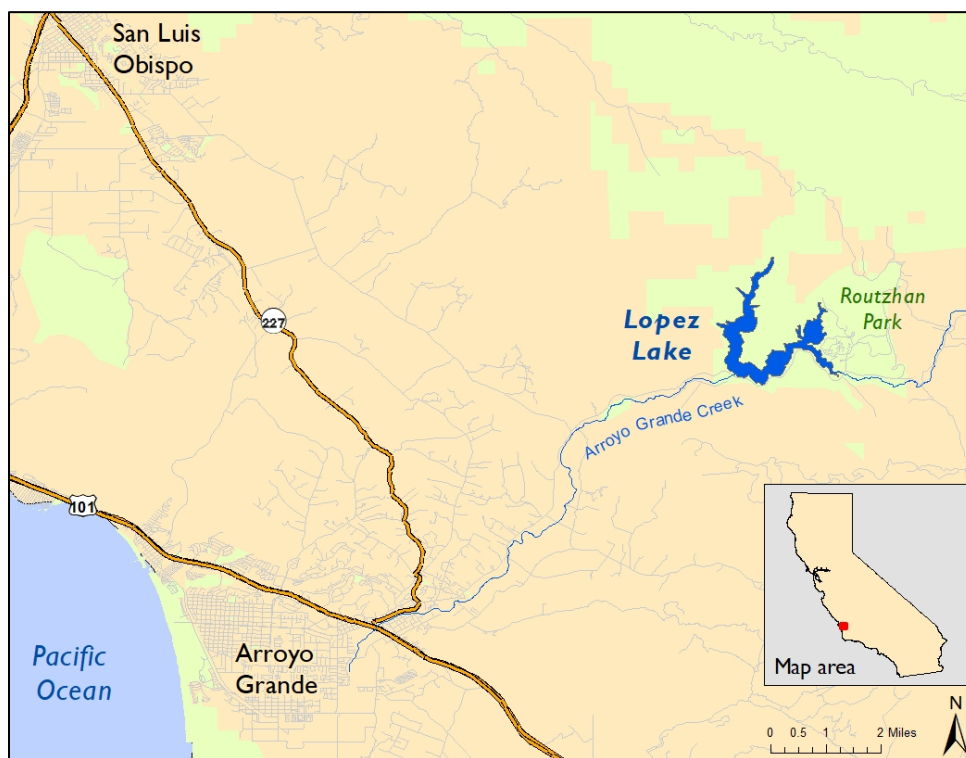 San Luis
Obispo
227
Routzhan
Park
Lopez
Lake
Arroyo Grande Creek
101
Arroyo
Grande
Pacific
Ocean
Map area
N
0 0.5 1 2 Miles